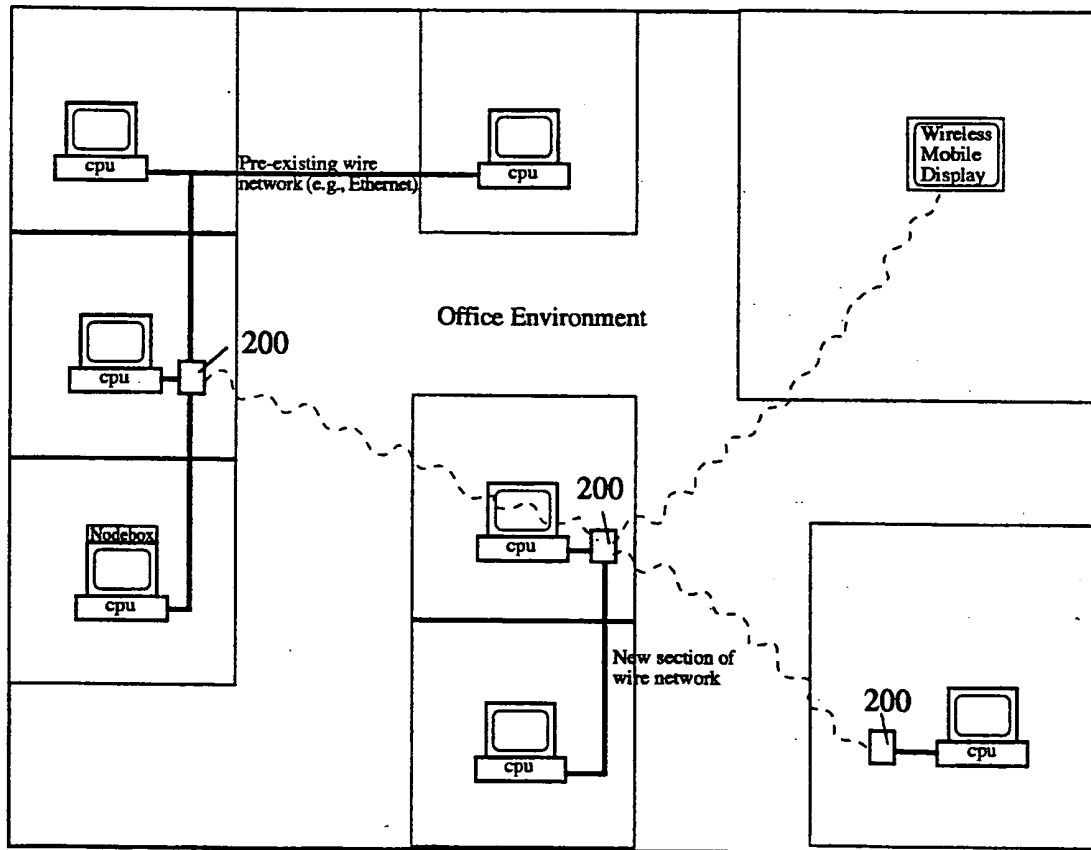 cpu
Pre-existing wire
network (e.g., Ethernet)
cpu
Wireless
Mobile
Display
Office Environment
cpu
200
Nodebox
cpu
cpu
200
New section of
wire network
cpu
200
cpu